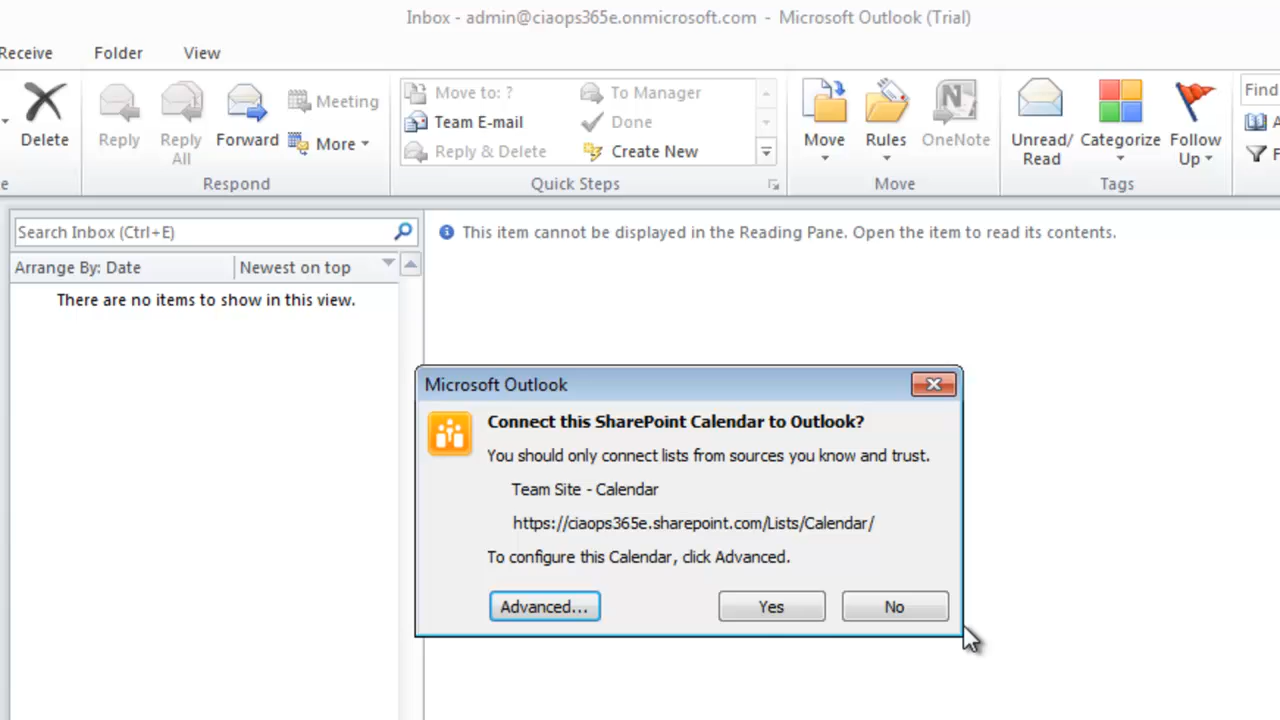 Inbox - admin@ciaops365e.onmicrosoft.com - Microsoft Outlook (Trial)
Receive Folder View
Delete Reply Reply All Forward Meeting More
Respond
Move to: ? To Manager
Team E-mail Done
Reply & Delete Create New
Quick Steps
Move Rules OneNote
Move
Unread/ Read Categorize Follow Up
Tags
Find
Search Inbox (Ctrl+E)
This item cannot be displayed in the Reading Pane. Open the item to read its contents.
Arrange By: Date Newest on top
There are no items to show in this view.
Microsoft Outlook
Connect this SharePoint Calendar to Outlook?
You should only connect lists from sources you know and trust.
Team Site - Calendar
https://ciaops365e.sharepoint.com/Lists/Calendar/
To configure this Calendar, click Advanced.
Advanced... Yes No